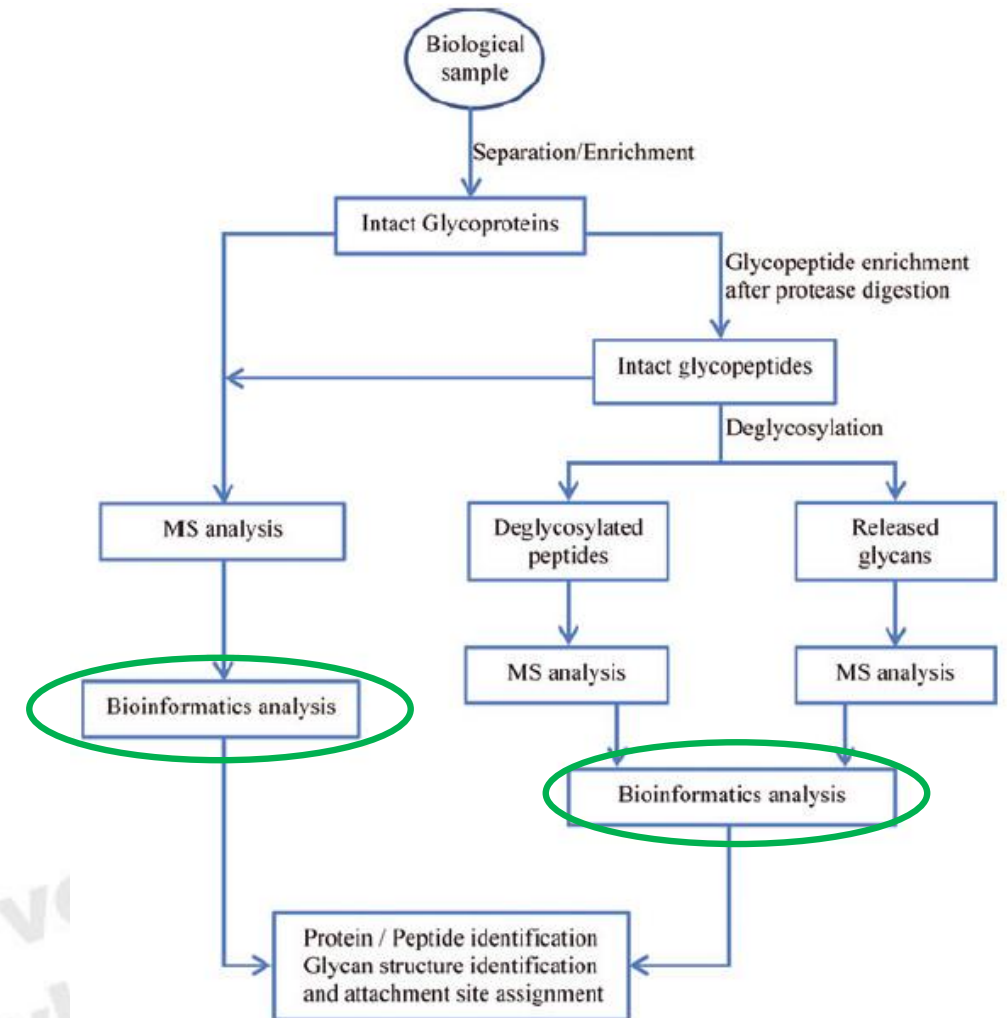 Biological
sample
Separation/Enrichment
Intact Glycoproteins
Glycopeptide enrichment
after protease digestion
Intact glycopeptides
Deglycosylation
MS analysis
Deglycosylated
peptides
Released
glycans
MS analysis
MS analysis
Bioinformatics analysis
Bioinformatics analysis
Protein / Peptide identification
Glycan structure identification
and attachment site assignment